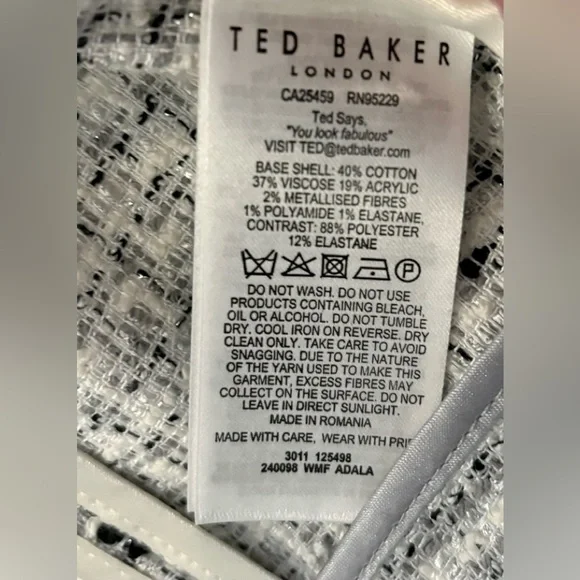 TED BAKER
LONDON
CA25459 RN95229
Ted Says,
"You look fabulous"
VISIT TED@tedbaker.com
BASE SHELL: 40% COTTON
37% VISCOSE 19% ACRYLIC
2% METALLISED FIBRES
1% POLYAMIDE 1% ELASTANE,
CONTRAST: 88% POLYESTER
12% ELASTANE
P
DO NOT WASH. DO NOT USE
PRODUCTS CONTAINING BLEACH,
OIL OR ALCOHOL. DO NOT TUMBLE
DRY. COOL IRON ON REVERSE. DRY
CLEAN ONLY. TAKE CARE TO AVOID
SNAGGING. DUE TO THE NATURE
OF THE YARN USED TO MAKE THIS
GARMENT, EXCESS FIBRES MAY
COLLECT ON THE SURFACE. DO NOT
LEAVE IN DIRECT SUNLIGHT.
MADE IN ROMANIA
MADE WITH CARE, WEAR WITH
3011 125498
240098 WMF ADALA